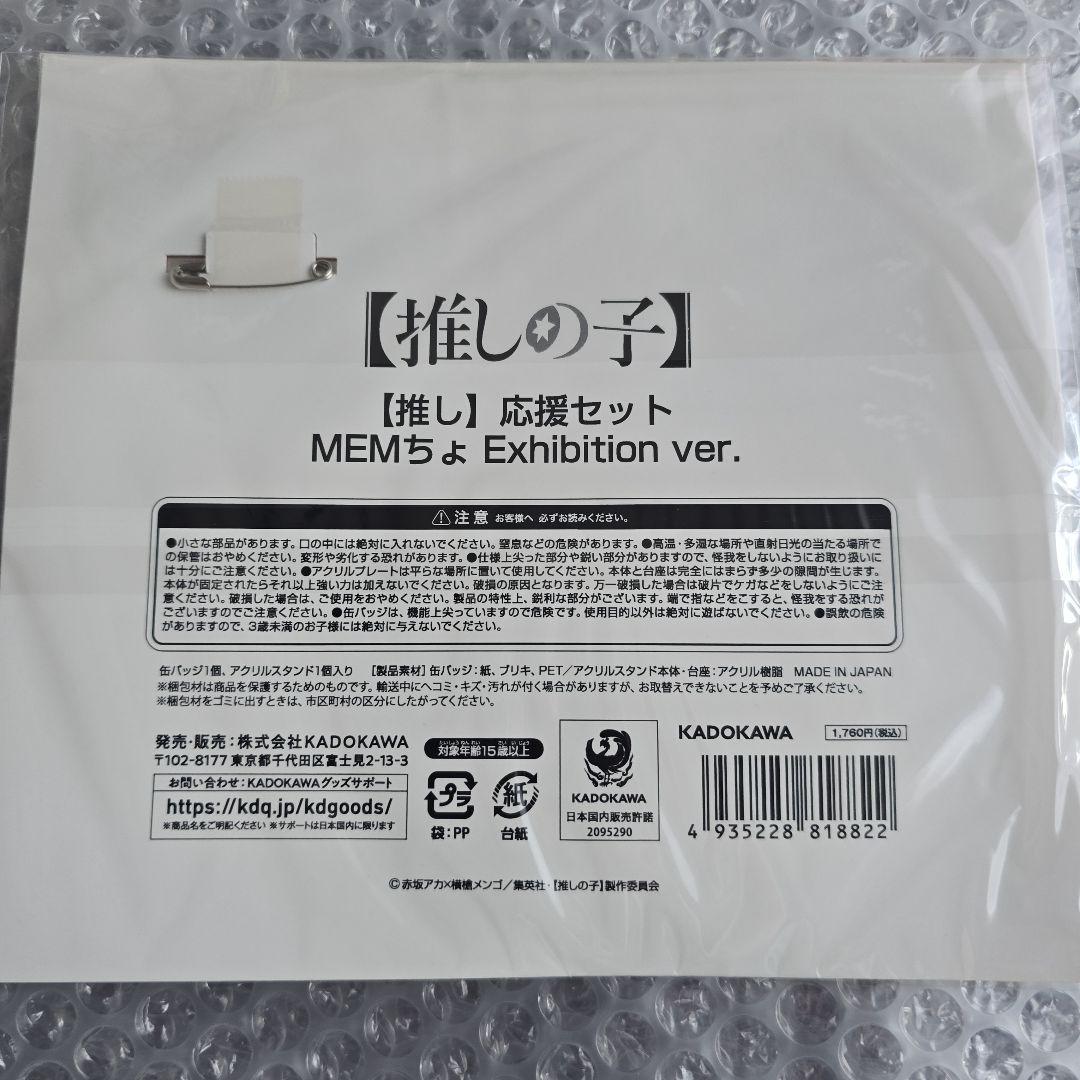 【推しの子】
【推し】応援セット
MEMちょ Exhibition ver.
注意 お客様へ 必ずお読みください。
●小さな部品があります。口の中には絶対に入れないでください。窒息などの危険があります。●高温・多湿な場所や直射日光の当たる場所で
の保管はおやめください。変形や劣化する恐れがあります。●仕様上尖った部分や鋭い部分がありますので、怪我をしないようにお取り扱いに
は十分にご注意ください。●アクリルプレートは平らな場所に置いて使用してください。本体と台座は完全にはまらず多少の隙間が生じます。
本体が固定されたらそれ以上強い力は加えないでください。破損の原因となります。万一破損した場合は破片でケガなどをしないようにご注
意ください。破損した場合は、ご使用をおやめください。製品の特性上、鋭利な部分がございます。端で指などをこすると、怪我をする恐れが
ございますのでご注意ください。●缶バッジは、機能上尖っていますので危険です。使用目的以外は絶対に遊ばないでください。●誤飲の危険
がありますので、3歳未満のお子様には絶対に与えないでください。
缶バッジ1個、アクリルスタンド1個入り 【製品素材】缶バッジ:紙、ブリキ、PET/アクリルスタンド本体・台座:アクリル樹脂 MADE IN JAPAN
※梱包材は商品を保護するためのものです。輸送中にヘコミ・キズ・汚れが付く場合がありますが、お取替えできないことを予めご了承ください。
※梱包材をゴミに出すときは、市区町村の区分にしたがってください。
発売・販売:株式会社KADOKAWA
〒102-8177 東京都千代田区富士見2-13-3
お問い合わせ:KADOKAWAグッズサポート
https://kdq.jp/kdgoods/
※商品名をご明記ください ※サポートは日本国内に限ります
たいしょうねんれい さいいじょう
対象年齢15歳以上
プラ
袋:PP
紙
台紙
KADOKAWA
日本国内販売許諾
2095290
KADOKAWA
1,760円(税込)
4 935228 818822
©赤坂アカ×横槍メンゴ/集英社・【推しの子】製作委員会